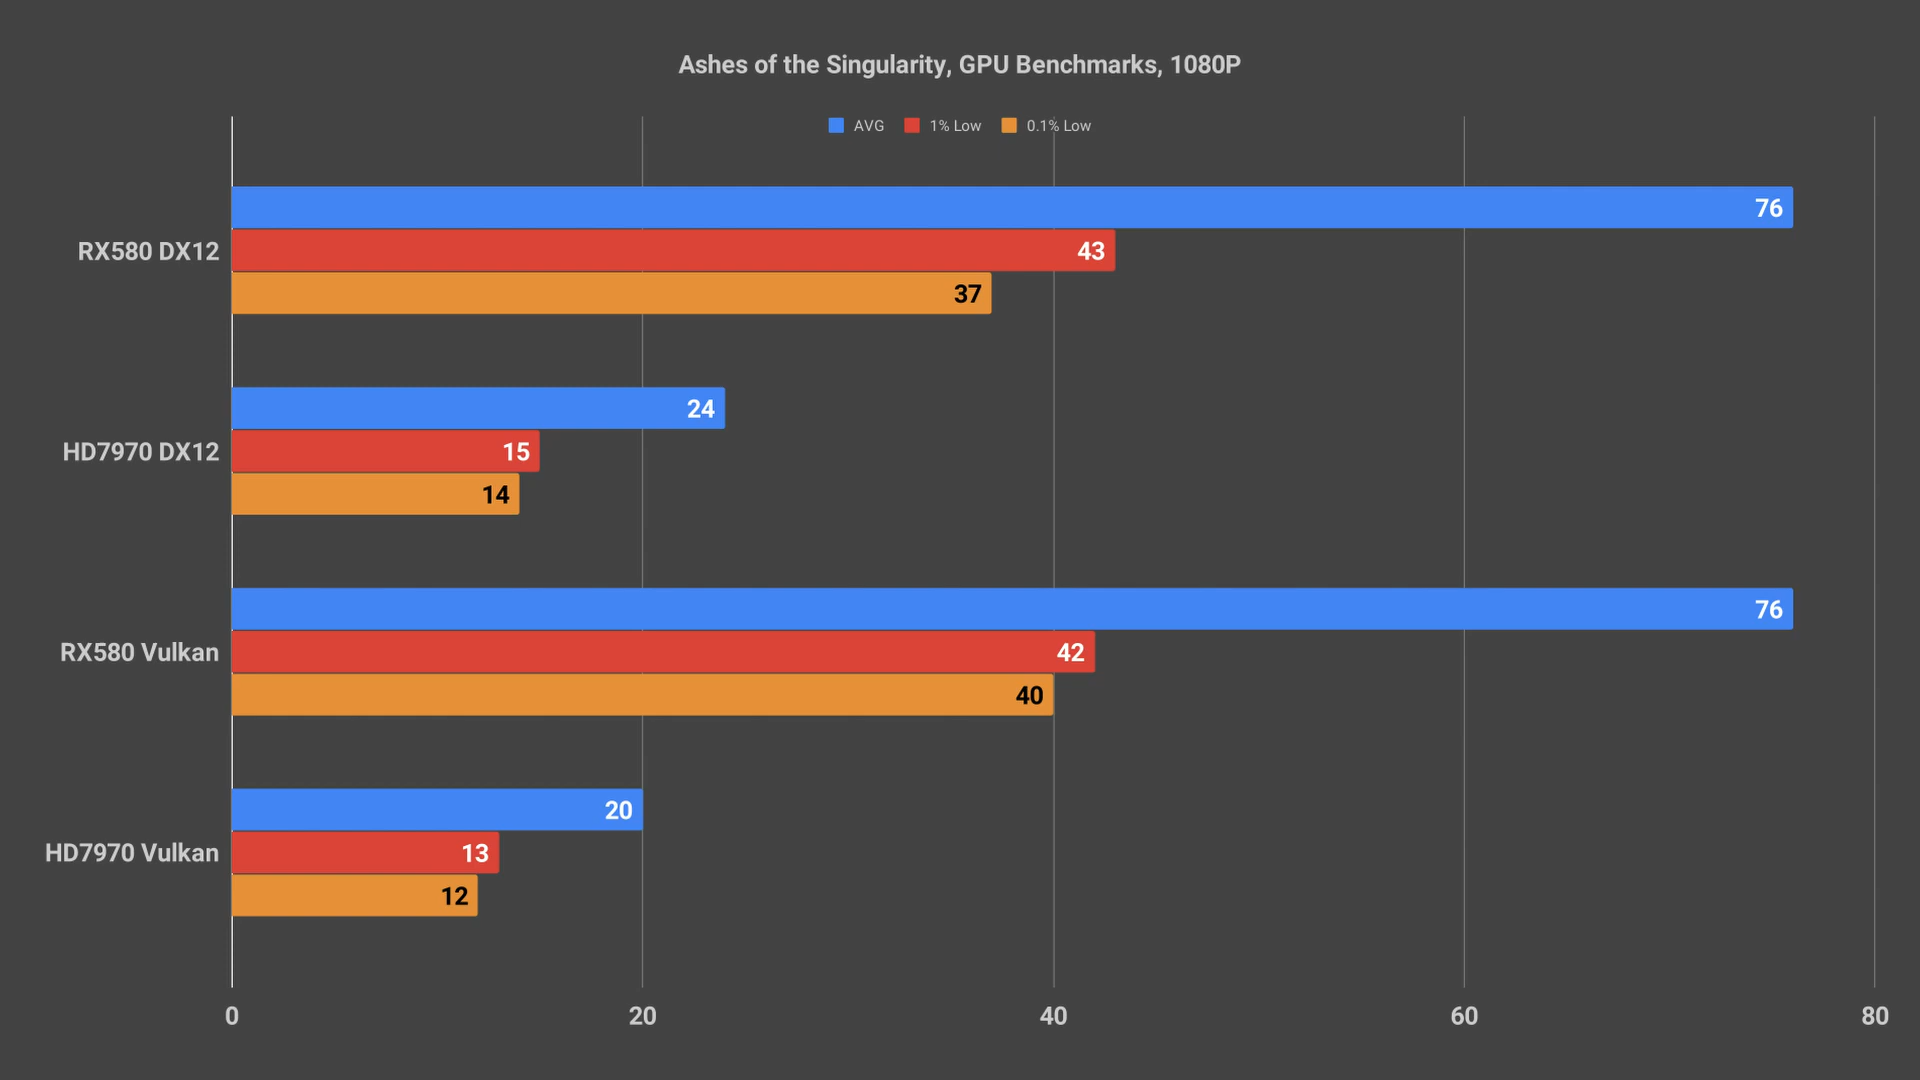 Ashes of the Singularity, GPU Benchmarks, 1080P
AVG 1% Low 0.1% Low
RX580 DX12
76
43
37
HD7970 DX12
24
15
14
RX580 Vulkan
76
42
40
HD7970 Vulkan
20
13
12
0 20 40 60 80